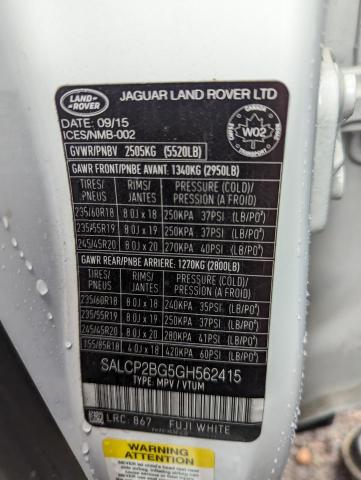 LAND-
ROVER
JAGUAR LAND ROVER LTD
DATE: 09/15
ICES/NMB-002
CANADA
W02
GVWR/PNBV 2505KG (5520LB)
GAWR FRONT/PNBE AVANT: 1340KG (2950LB)
TIRES/ PNEUS RIMS/ JANTES PRESSURE (COLD)/ PRESSION (A FROID)
235/60R18 8.0J x 18 250KPA 37PSI (LB/PO²)
235/55R19 8.0J x 19 250KPA 37PSI (LB/PO²)
245/45R20 8.0J x 20 270KPA 40PSI (LB/PO²)
GAWR REAR/PNBE ARRIERE: 1270KG (2800LB)
TIRES/ PNEUS RIMS/ JANTES PRESSURE (COLD)/ PRESSION (A FROID)
235/60R18 8.0J x 18 240KPA 35PSI (LB/PO²)
235/55R19 8.0J x 19 250KPA 37PSI (LB/PO²)
245/45R20 8.0J x 20 280KPA 41PSI (LB/PO²)
155/85R18 4.0J x 18 420KPA 60PSI (LB/PO²)
SALCP2BG5GH562415
TYPE: MPV / VTUM
LRC: 867 FUJI WHITE
WARNING
ATTENTION